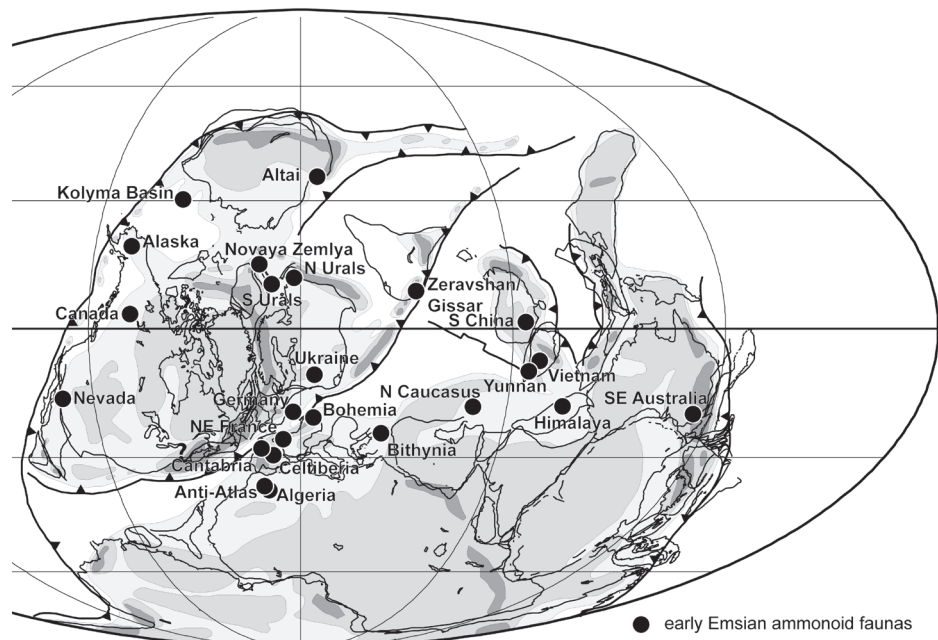 Altai
Kolyma Basin
Alaska
Novaya Zemlya
N Urals
S Urals
Zeravshan/
Gissar
Canada
S China
Ukraine
Vietnam
Yunnan
N Caucasus
Nevada
Germany
Bohemia
SE Australia
Himalaya
NE France
Bithynia
Cantabria
Celtiberia
Anti-Atlas
Algeria
early Emsian ammonoid faunas